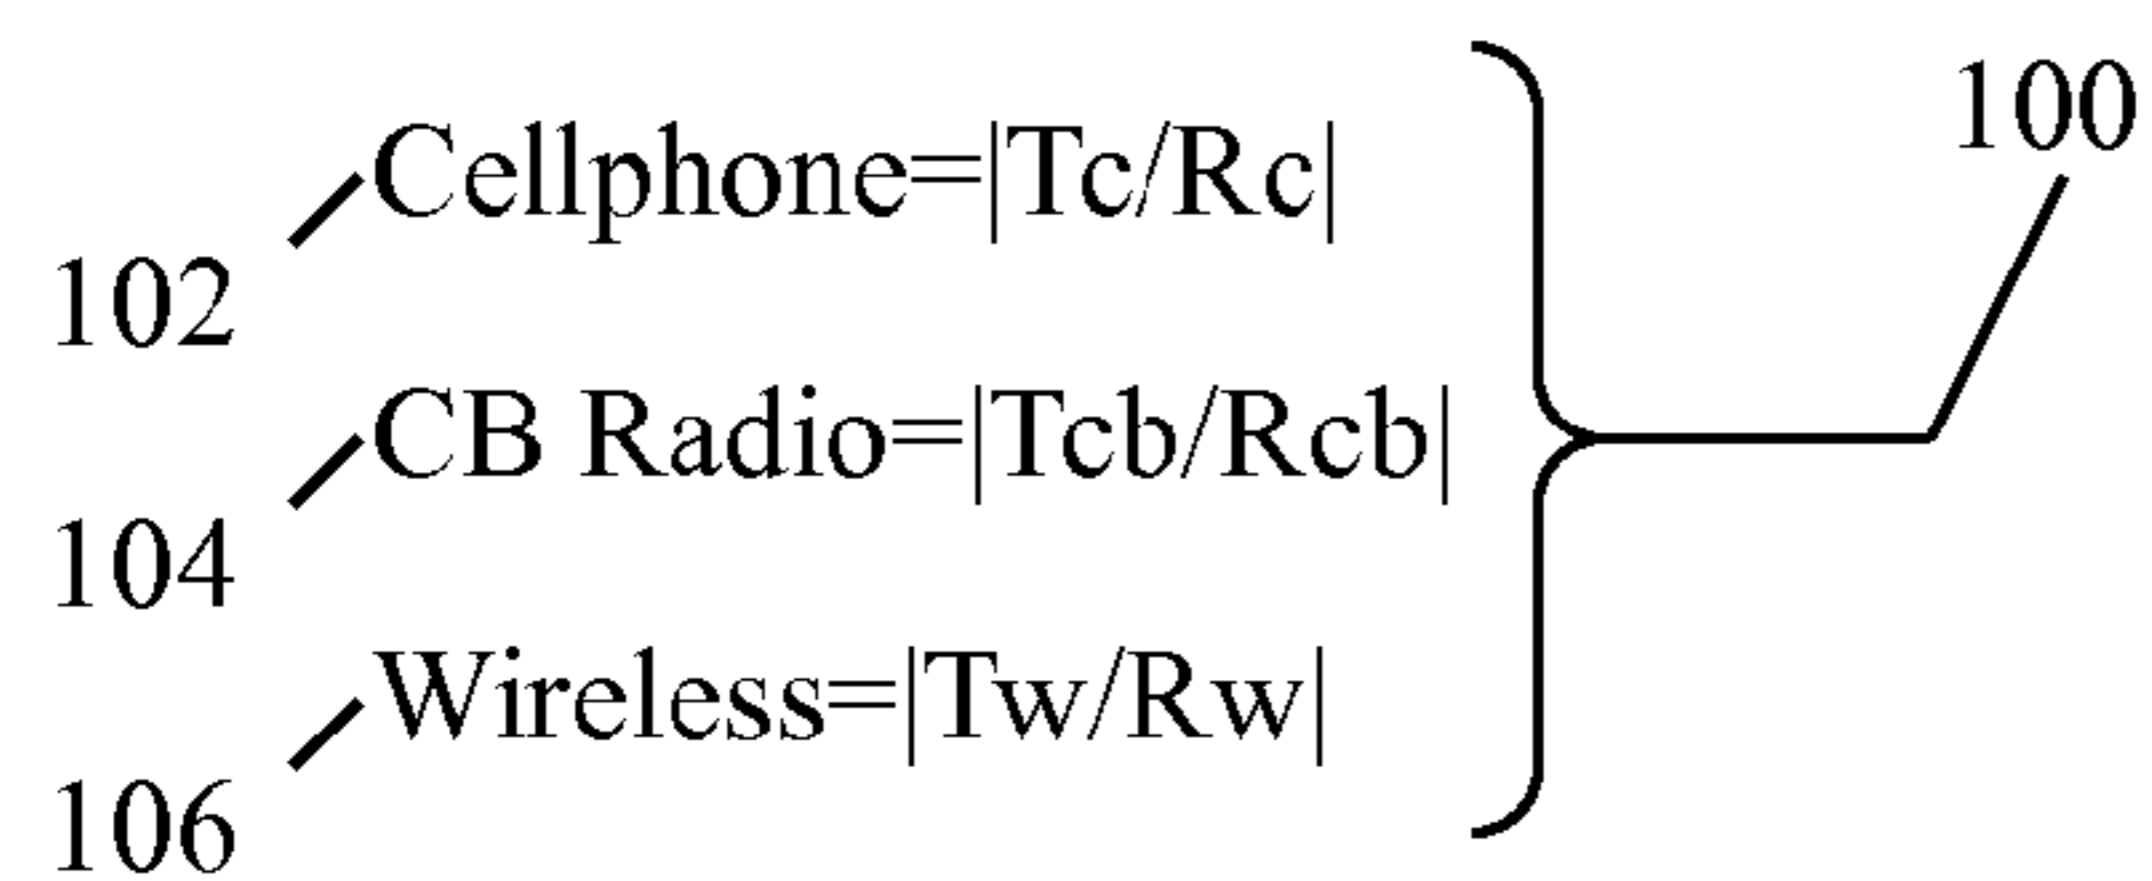 100
Cellphone=|Tc/Rc|
102
CB Radio=|Tcb/Rcb|
104
Wireless=|Tw/Rw|
106